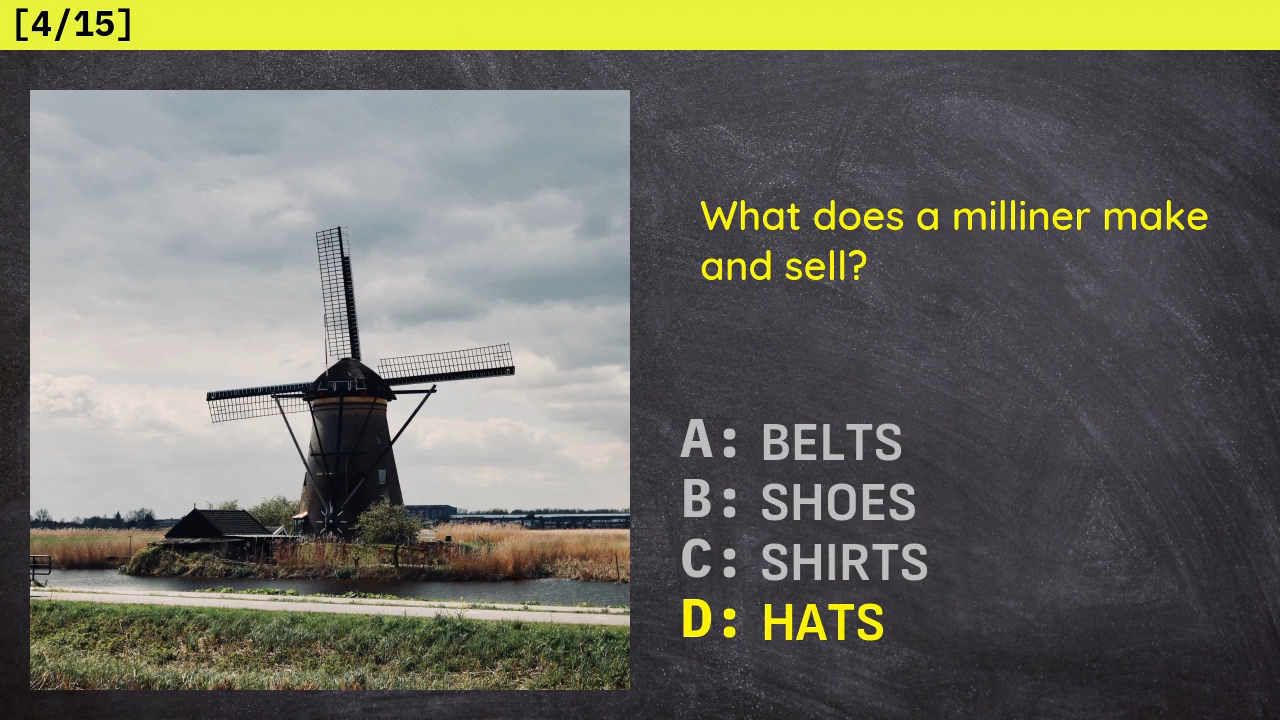 [4/15]
What does a milliner make
and sell?
A: BELTS
B: SHOES
C: SHIRTS
D: HATS